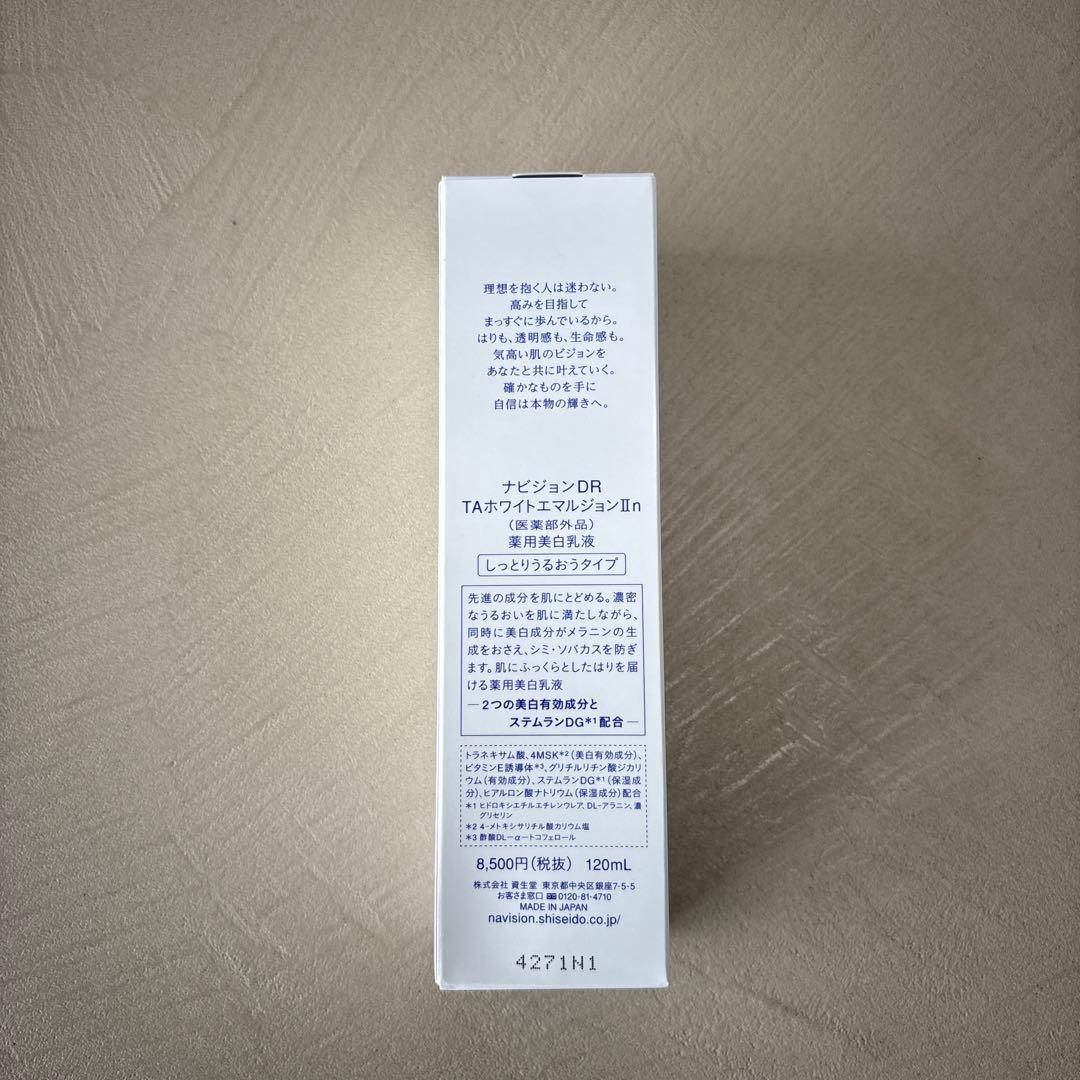 理想を抱く人は迷わない。
高みを目指して
まっすぐに歩んでいるから。
はりも、透明感も、生命感も。
気高い肌のビジョンを
あなたと共に叶えていく。
確かなものを手に
自信は本物の輝きへ。
ナビジョンDR
TAホワイトエマルジョンⅡn
（医薬部外品）
薬用美白乳液
しっとりうるおうタイプ
先進の成分を肌にとどめる。濃密
なうるおいを肌に満たしながら、
同時に美白成分がメラニンの生
成をおさえ、シミ・ソバカスを防ぎ
ます。肌にふっくらとしたはりを届
ける薬用美白乳液
―2つの美白有効成分と
ステムランDG*1配合―
トラネキサム酸、4MSK*2（美白有効成分）、
ビタミンE誘導体*3、グリチルリチン酸ジカリ
ウム（有効成分）、ステムランDG*1（保湿成
分）、ヒアルロン酸ナトリウム（保湿成分）配合
*1 ヒドロキシエチルエチレンウレア、DL-アラニン、濃
グリセリン
*2 4-メトキシサリチル酸カリウム塩
*3 酢酸DL-α-トコフェロール
8,500円（税抜） 120mL
株式会社 資生堂 東京都中央区銀座7-5-5
お客さま窓口 0120-81-4710
MADE IN JAPAN
navision.shiseido.co.jp/
4271N1